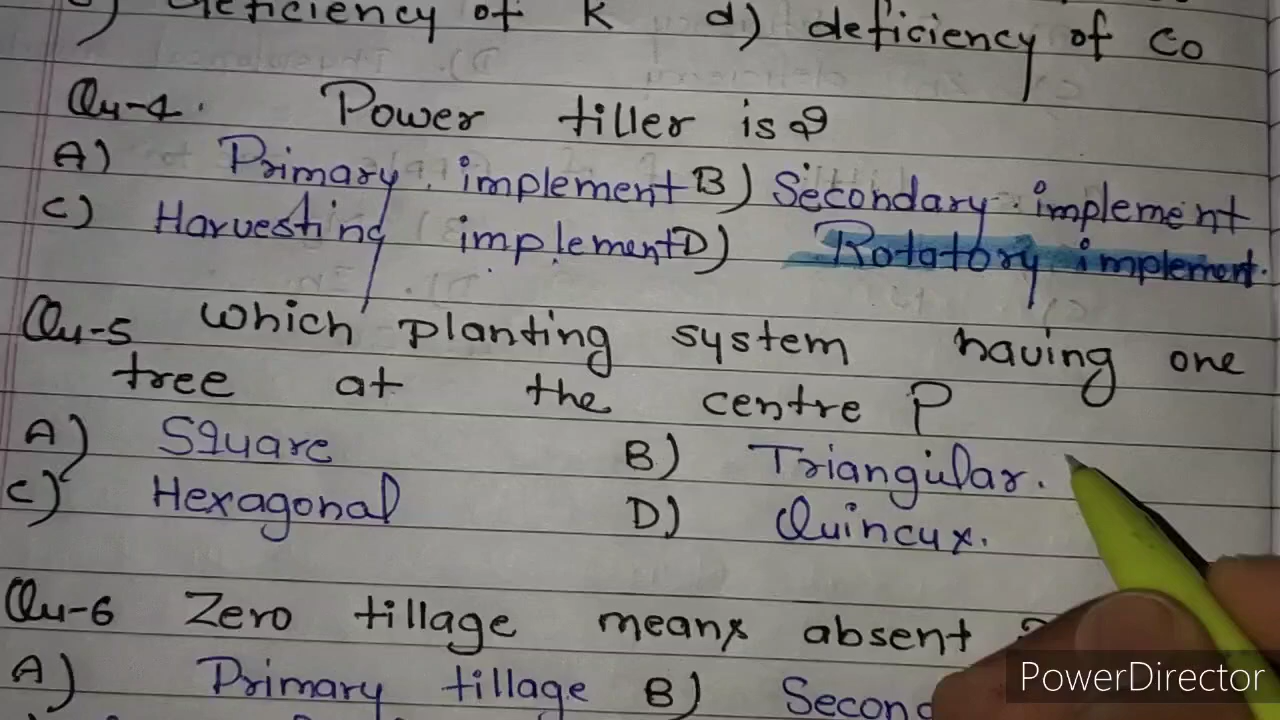 deficiency of K d) deficiency of Co
Qu-4. Power tiller is ?
A) Primary implement B) Secondary implement
C) Harvesting implement D) Rotatory implement.
Qu-5 which planting system having one
tree at the centre ?
A) Square B) Triangular.
C) Hexagonal D) Quincux.
Qu-6 Zero tillage means absent ?
A) Primary tillage B) Second
PowerDirector